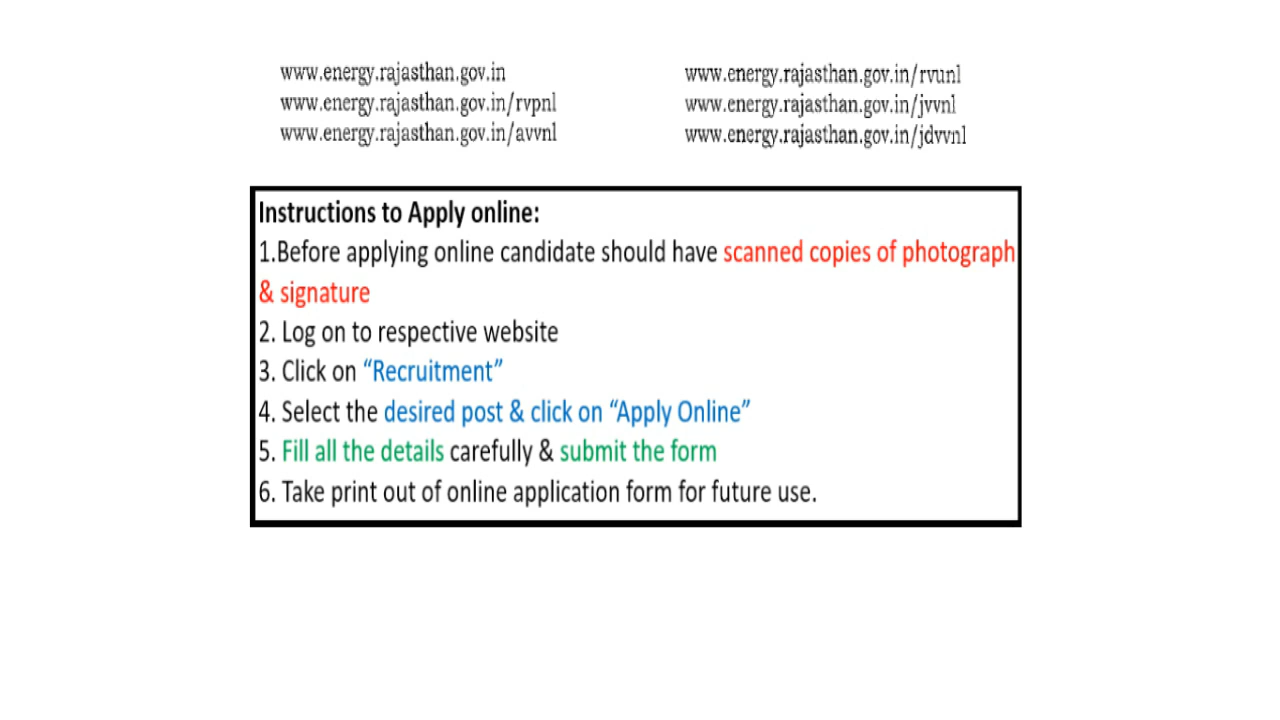 www.energy.rajasthan.gov.in
www.energy.rajasthan.gov.in/rvpnl
www.energy.rajasthan.gov.in/avvnl
www.energy.rajasthan.gov.in/rvunl
www.energy.rajasthan.gov.in/jvvnl
www.energy.rajasthan.gov.in/jdvvnl
Instructions to Apply online:
1.Before applying online candidate should have scanned copies of photograph
& signature
2. Log on to respective website
3. Click on “Recruitment”
4. Select the desired post & click on “Apply Online”
5. Fill all the details carefully & submit the form
6. Take print out of online application form for future use.